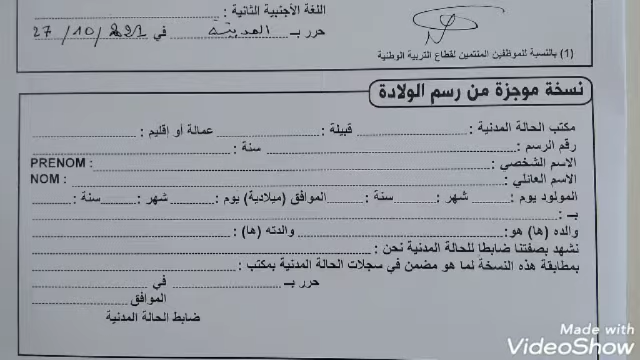 اللغة الأجنبية الثانية :
حرر بـ المدينة في 27/10/2021
(1) بالنسبة للموظفين المنتمين لقطاع التربية الوطنية
نسخة موجزة من رسم الولادة
مكتب الحالة المدنية : قبيلة : عمالة أو إقليم :
رقم الرسم : سنة :
الاسم الشخصي : PRENOM :
الاسم العائلي : NOM :
المولود يوم : شهر : سنة : الموافق (ميلادية) يوم : شهر : سنة :
بـ :
والده (ها) هو: والدته (ها) :
نشهد بصفتنا ضابطا للحالة المدنية نحن :
بمطابقة هذه النسخة لما هو مضمن في سجلات الحالة المدنية بمكتب :
حرر بـ في
الموافق
ضابط الحالة المدنية
Made with
VideoShow